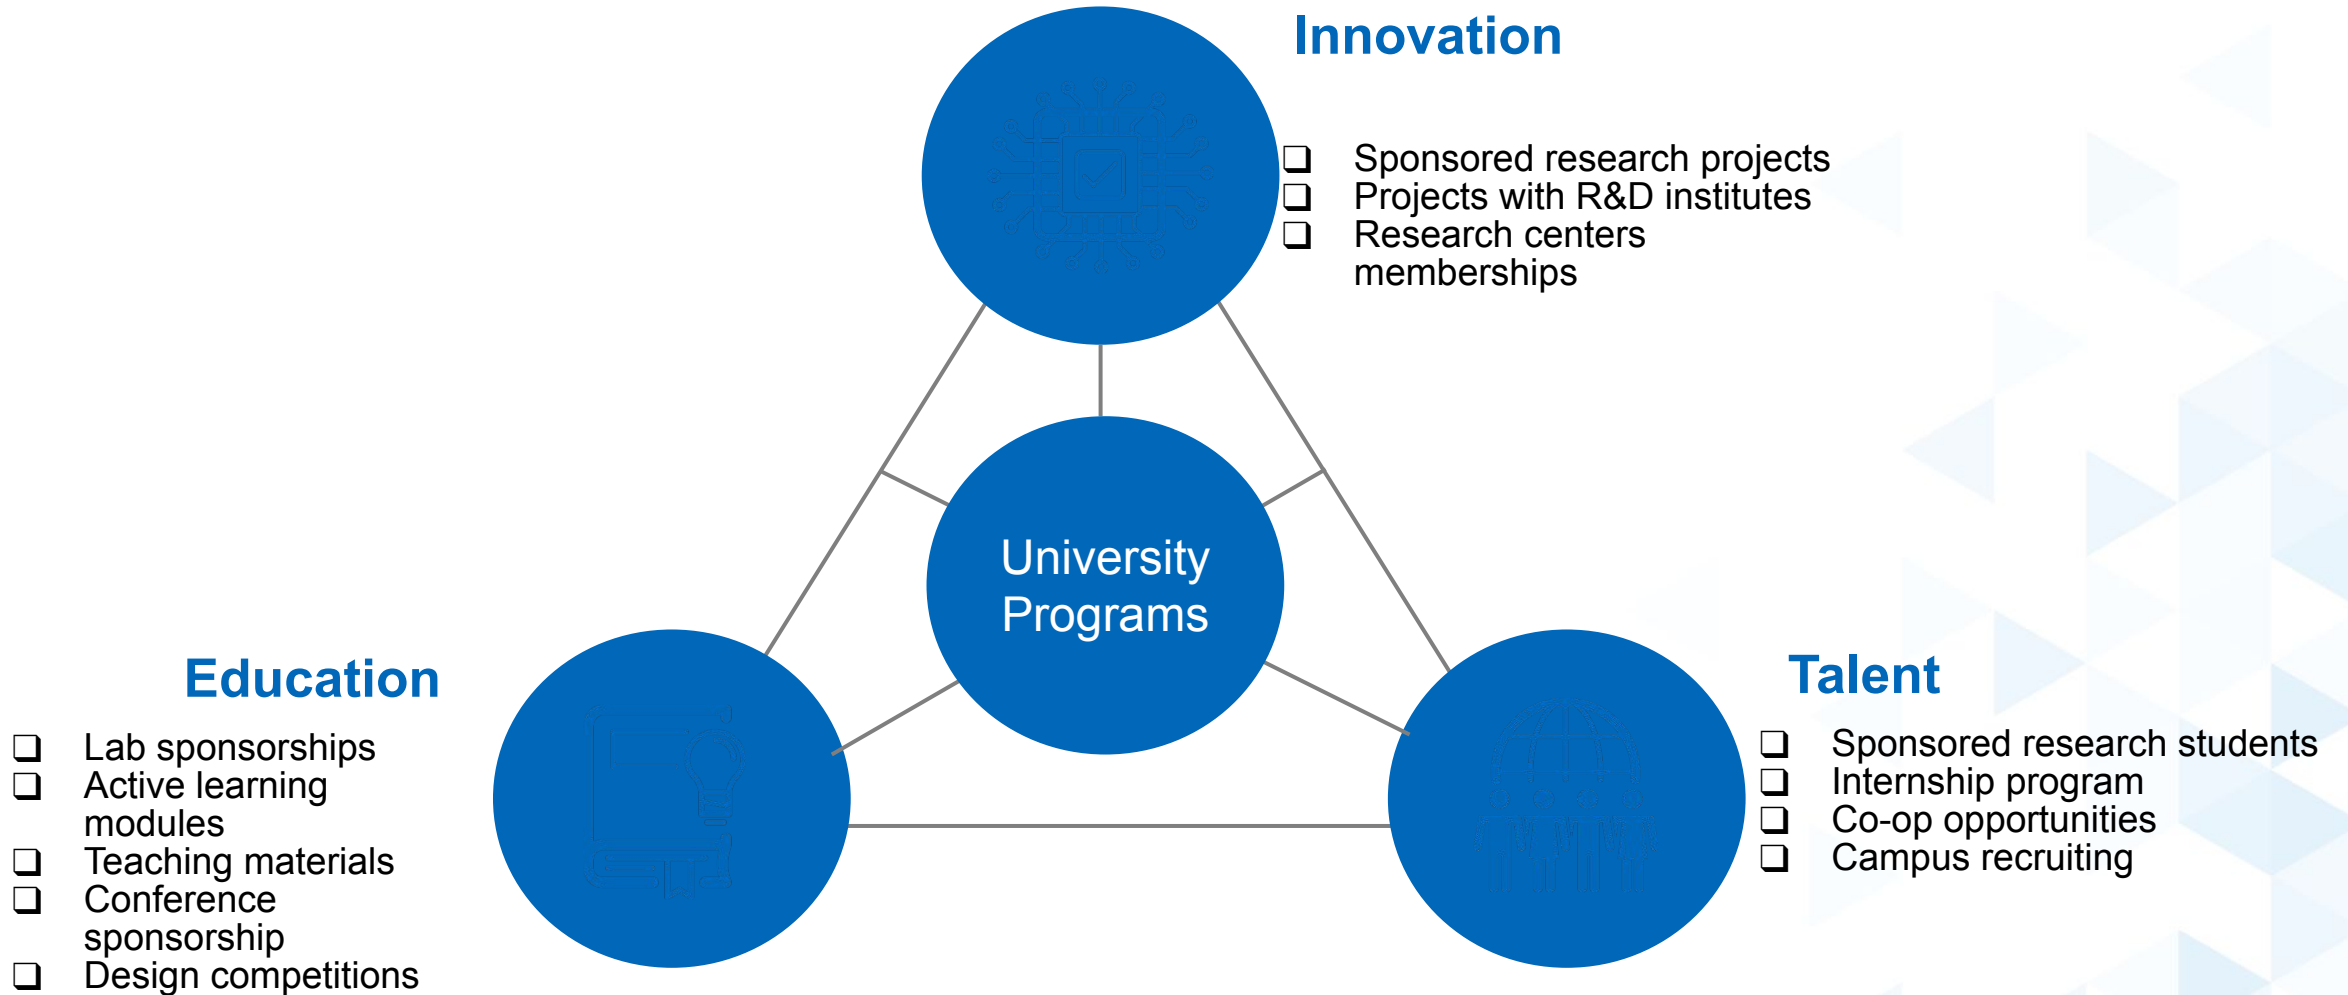 Innovation
❑ Sponsored research projects
❑ Projects with R&D institutes
❑ Research centers
memberships
University
Programs
Education
❑ Lab sponsorships
❑ Active learning
modules
❑ Teaching materials
❑ Conference
sponsorship
❑ Design competitions
Talent
❑ Sponsored research students
❑ Internship program
❑ Co-op opportunities
❑ Campus recruiting